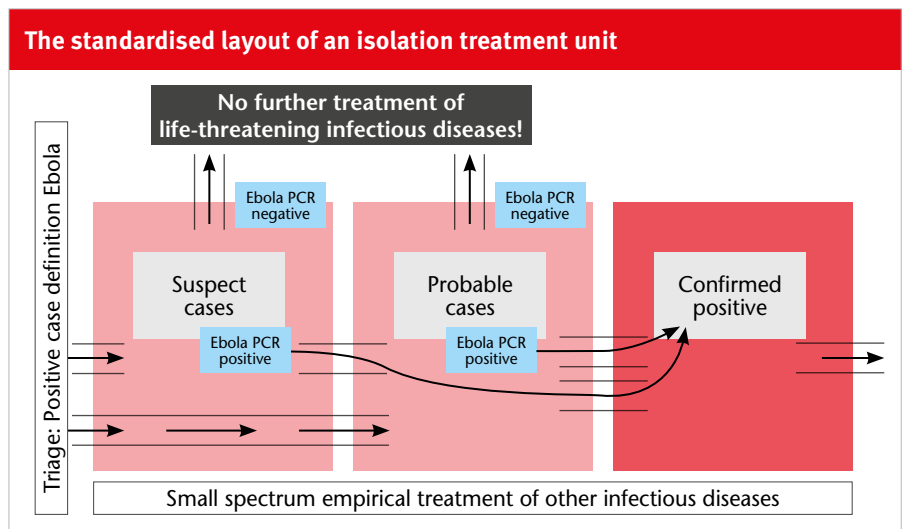 The standardised layout of an isolation treatment unit
No further treatment of
life-threatening infectious diseases!
Triage: Positive case definition Ebola
Ebola PCR
negative
Ebola PCR
negative
Suspect
cases
Probable
cases
Confirmed
positive
Ebola PCR
positive
Ebola PCR
positive
Small spectrum empirical treatment of other infectious diseases